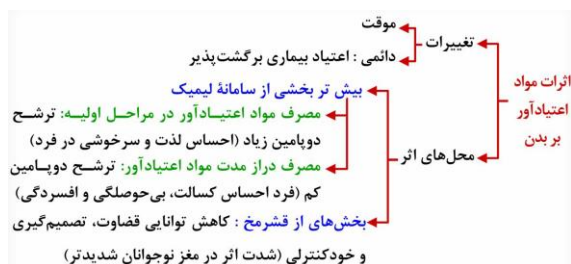 اثرات مواد
اعتیادآور
بر بدن
تغییرات
موقت
دائمی : اعتیاد بیماری برگشت‌پذیر
محل‌های اثر
بیش تر بخشی از سامانهٔ لیمبیک
مصرف مواد اعتیادآور در مراحل اولیه: ترشح
دوپامین زیاد (احساس لذت و سرخوشی در فرد)
مصرف دراز مدت مواد اعتیادآور: ترشح دوپامین
کم (فرد احساس کسالت، بی‌حوصلگی و افسردگی)
بخش‌های از قشرمخ : کاهش توانایی قضاوت، تصمیم‌گیری
و خودکنترلی (شدت اثر در مغز نوجوانان شدیدتر)